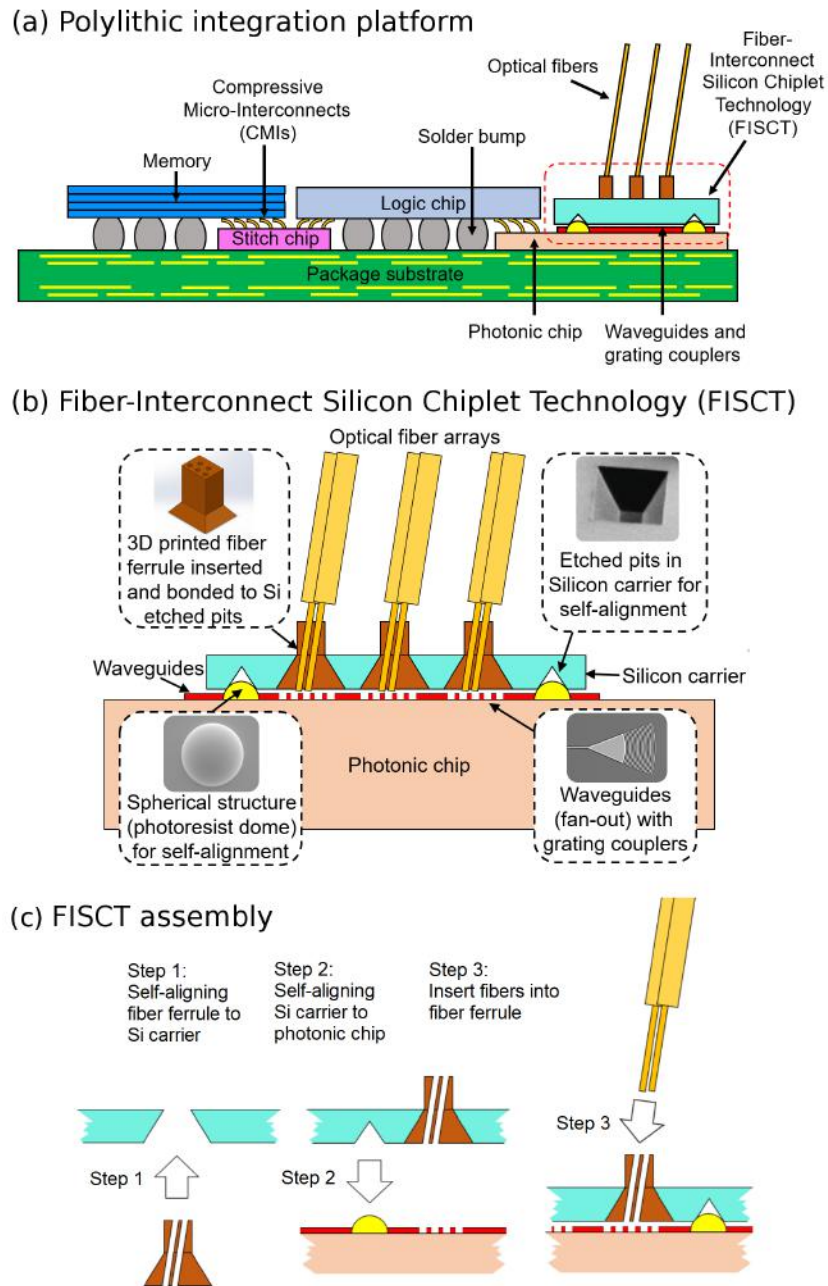 (a) Polylithic integration platform
Fiber-
Interconnect
Silicon Chiplet
Technology
(FISCT)
Optical fibers
Compressive
Micro-Interconnects
(CMIs)
Solder bump
Memory
Logic chip
Stitch chip
Package substrate
Photonic chip
Waveguides and
grating couplers
(b) Fiber-Interconnect Silicon Chiplet Technology (FISCT)
Optical fiber arrays
3D printed fiber
ferrule inserted
and bonded to Si
etched pits
Etched pits in
Silicon carrier for
self-alignment
Waveguides
Silicon carrier
Photonic chip
Spherical structure
(photoresist dome)
for self-alignment
Waveguides
(fan-out) with
grating couplers
(c) FISCT assembly
Step 1:
Self-aligning
fiber ferrule to
Si carrier
Step 2:
Self-aligning
Si carrier to
photonic chip
Step 3:
Insert fibers into
fiber ferrule
Step 1
Step 2
Step 3